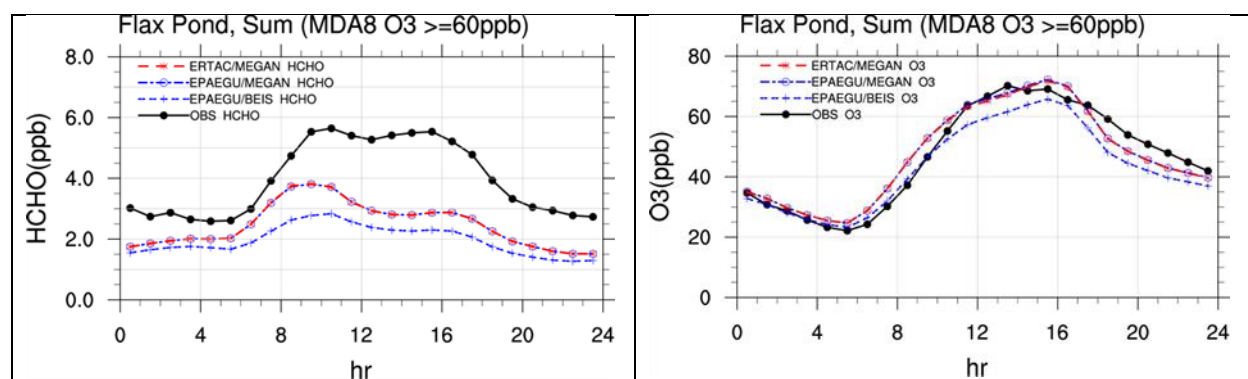 Flax Pond, Sum (MDA8 O3 >=60ppb)
8.0
ERTAC/MEGAN HCHO
EPAEGU/MEGAN HCHO
EPAEGU/BEIS HCHO
OBS HCHO
6.0
4.0
2.0
0.0
HCHO(ppb)
0 4 8 12 16 20 24
hr
Flax Pond, Sum (MDA8 O3 >=60ppb)
80
ERTAC/MEGAN O3
EPAEGU/MEGAN O3
EPAEGU/BEIS O3
OBS O3
60
40
20
0
O3(ppb)
0 4 8 12 16 20 24
hr